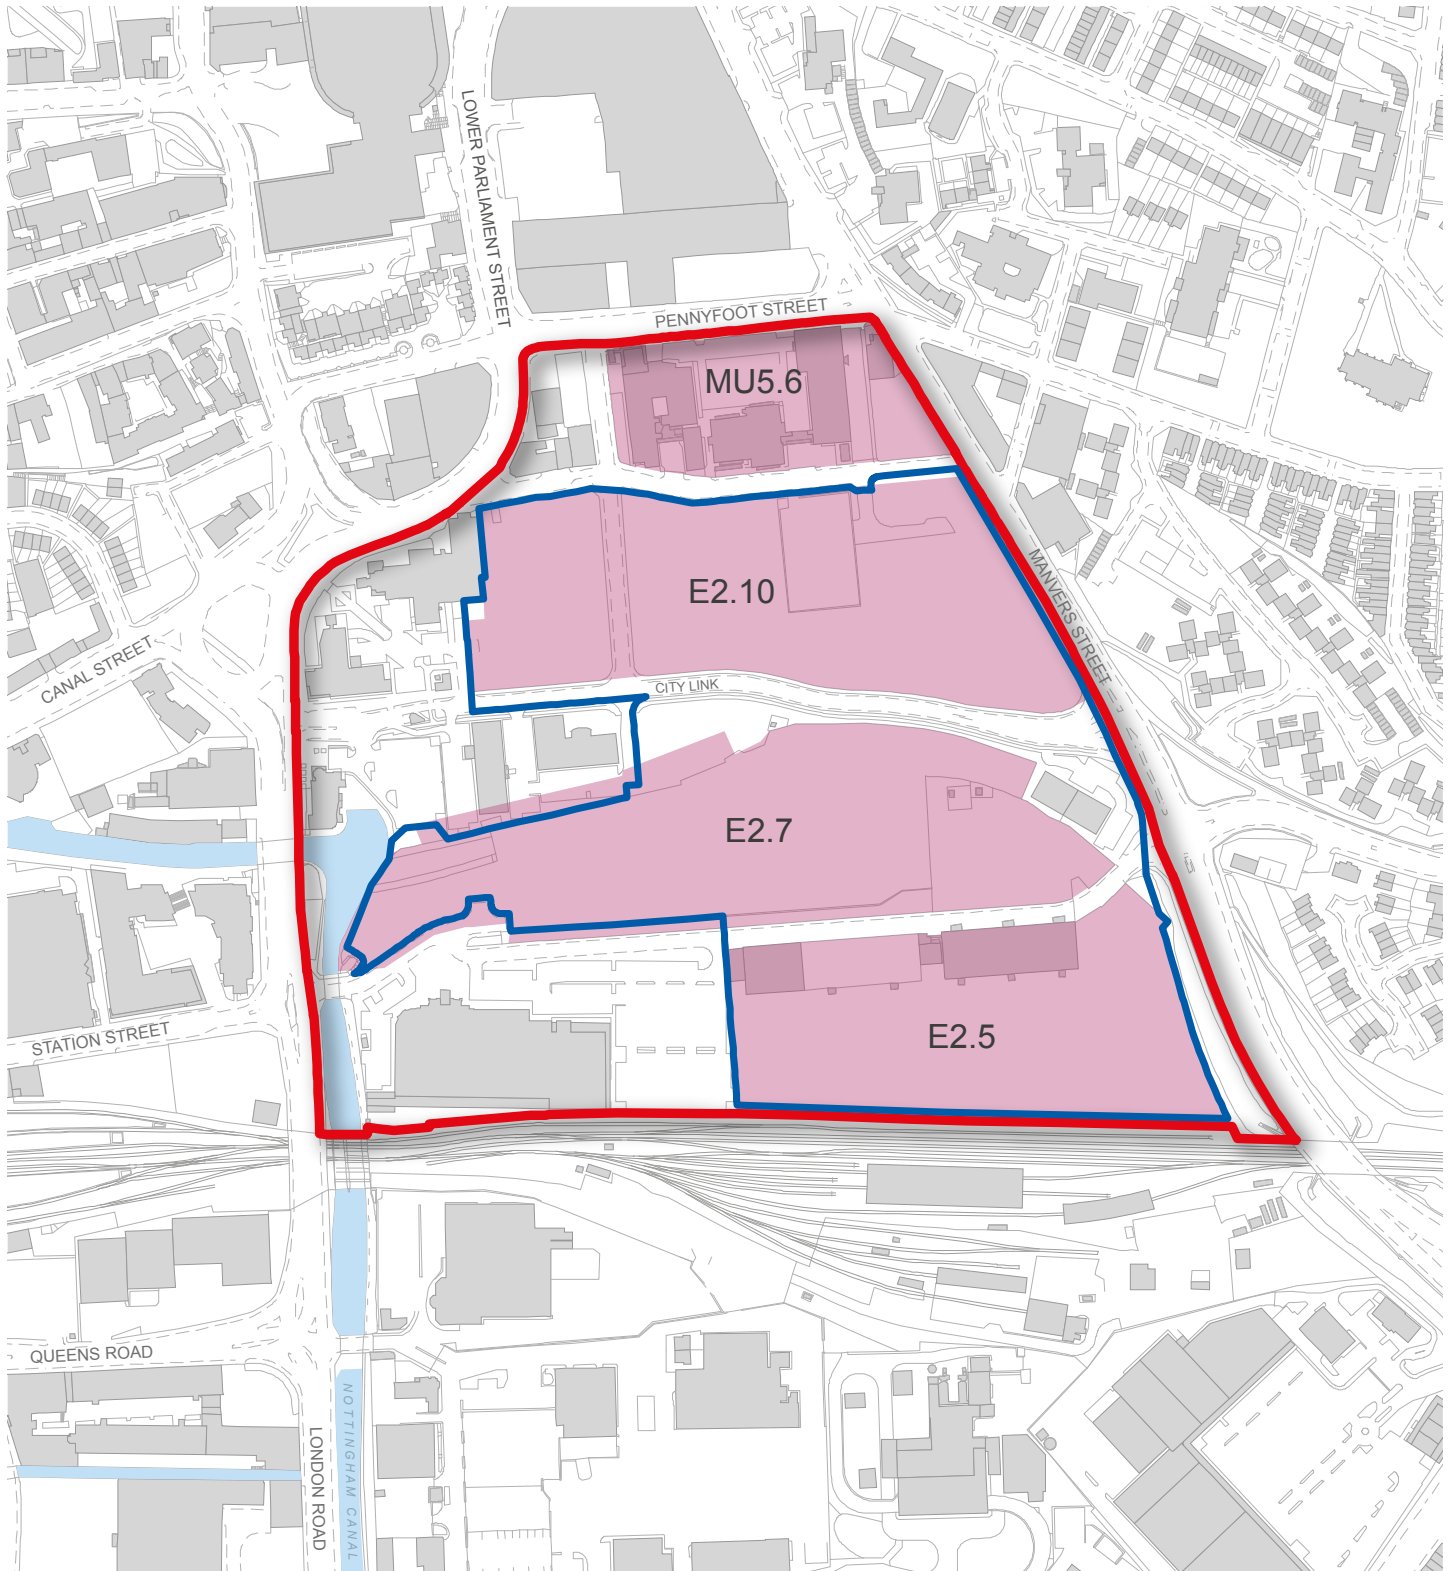 LOWER PARLIAMENT STREET
PENNYFOOT STREET
MU5.6
E2.10
MANVERS STREET
CANAL STREET
CITY LINK
E2.7
STATION STREET
E2.5
QUEENS ROAD
LONDON ROAD
NOTTINGHAM CANAL